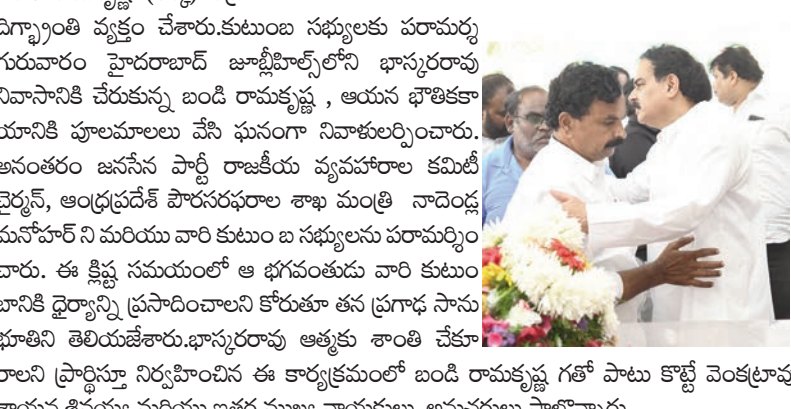 దిగ్భ్రాంతి వ్యక్తం చేశారు.కుటుంబ సభ్యులకు పరామర్శ
గురువారం హైదరాబాద్ జూబ్లీహిల్స్‌లోని భాస్కరరావు
నివాసానికి చేరుకున్న బండి రామకృష్ణ , ఆయన భౌతికకా
యానికి పూలమాలలు వేసి ఘనంగా నివాళులర్పించారు.
అనంతరం జనసేన పార్టీ రాజకీయ వ్యవహారాల కమిటీ
చైర్మన్, ఆంధ్రప్రదేశ్ పౌరసరఫరాల శాఖ మంత్రి నాదెండ్ల
మనోహర్ ని మరియు వారి కుటుం బ సభ్యులను పరామర్శిం
చారు. ఈ క్లిష్ట సమయంలో ఆ భగవంతుడు వారి కుటుం
బానికి ధైర్యాన్ని ప్రసాదించాలని కోరుతూ తన ప్రగాఢ సాను
భూతిని తెలియజేశారు.భాస్కరరావు ఆత్మకు శాంతి చేకూ
రాలని ప్రార్థిస్తూ నిర్వహించిన ఈ కార్యక్రమంలో బండి రామకృష్ణ గతో పాటు కొట్టే వెంకట్రావు